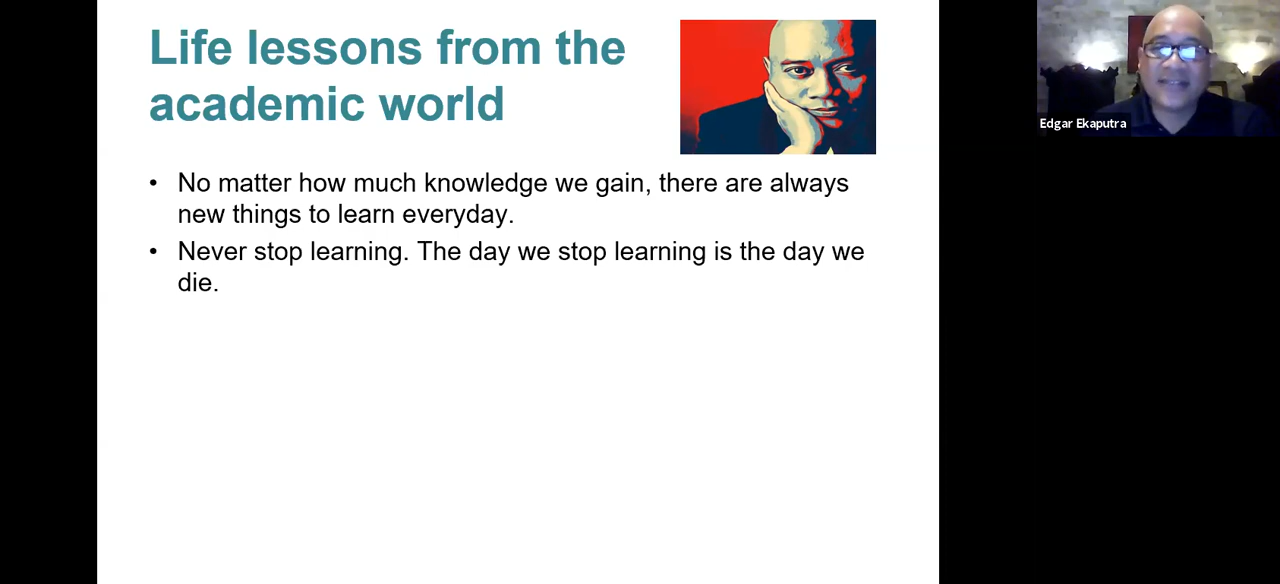 Life lessons from the
academic world
• No matter how much knowledge we gain, there are always
new things to learn everyday.
• Never stop learning. The day we stop learning is the day we
die.
Edgar Ekaputra